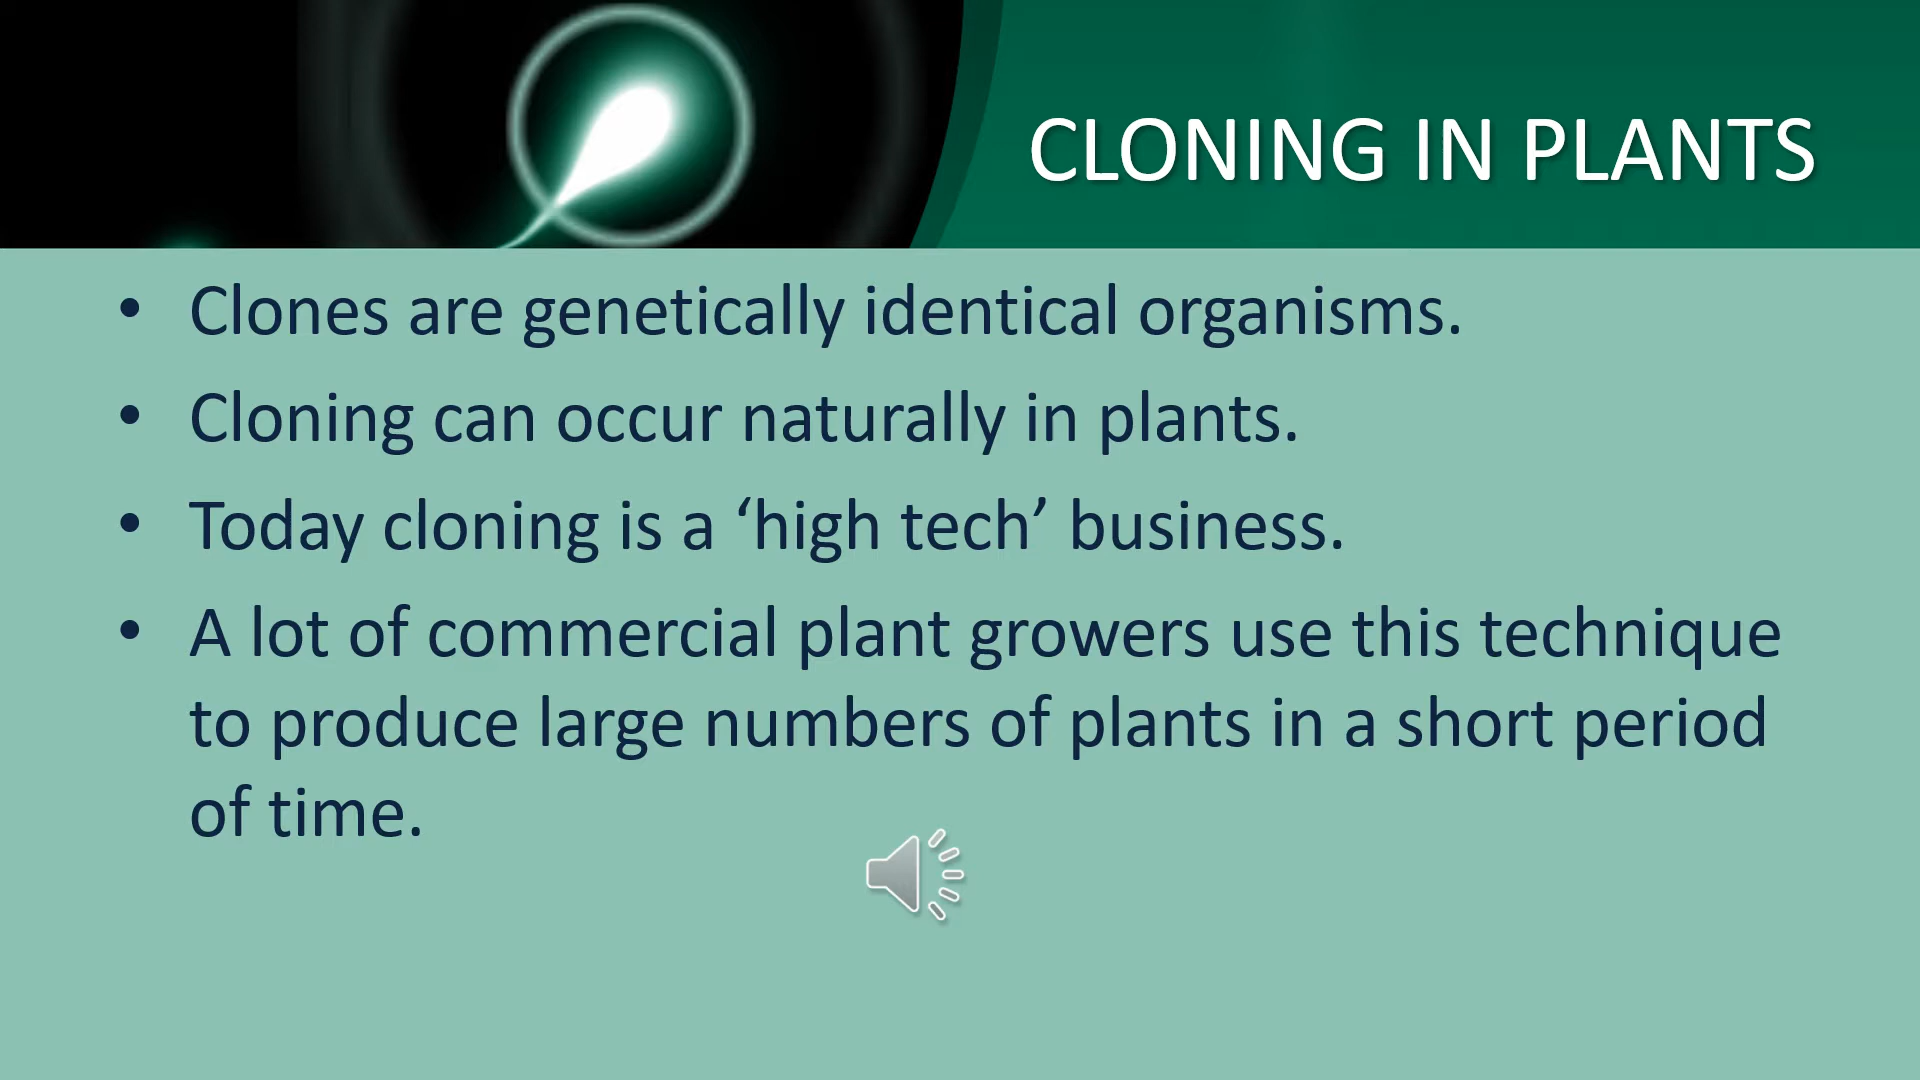 CLONING IN PLANTS
• Clones are genetically identical organisms.
• Cloning can occur naturally in plants.
• Today cloning is a ‘high tech’ business.
• A lot of commercial plant growers use this technique
to produce large numbers of plants in a short period
of time.